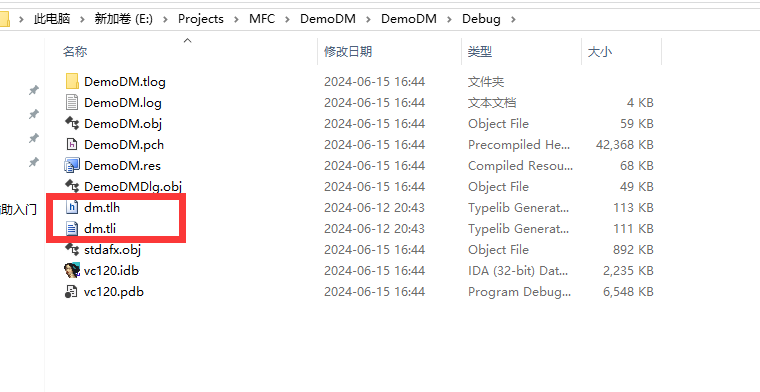 此电脑 > 新加卷 (E:) > Projects > MFC > DemoDM > DemoDM > Debug >
名称 修改日期 类型 大小
DemoDM.tlog 2024-06-15 16:44 文件夹
DemoDM.log 2024-06-15 16:44 文本文档 4 KB
DemoDM.obj 2024-06-15 16:44 Object File 59 KB
DemoDM.pch 2024-06-15 16:44 Precompiled He... 42,368 KB
DemoDM.res 2024-06-15 16:44 Compiled Resou... 68 KB
DemoDMDlg.obj 2024-06-15 16:44 Object File 49 KB
助入门 dm.tlh 2024-06-12 20:43 Typelib Generat... 113 KB
dm.tli 2024-06-12 20:43 Typelib Generat... 111 KB
stdafx.obj 2024-06-15 16:44 Object File 892 KB
vc120.idb 2024-06-15 16:44 IDA (32-bit) Dat... 2,235 KB
vc120.pdb 2024-06-15 16:44 Program Debug... 6,548 KB